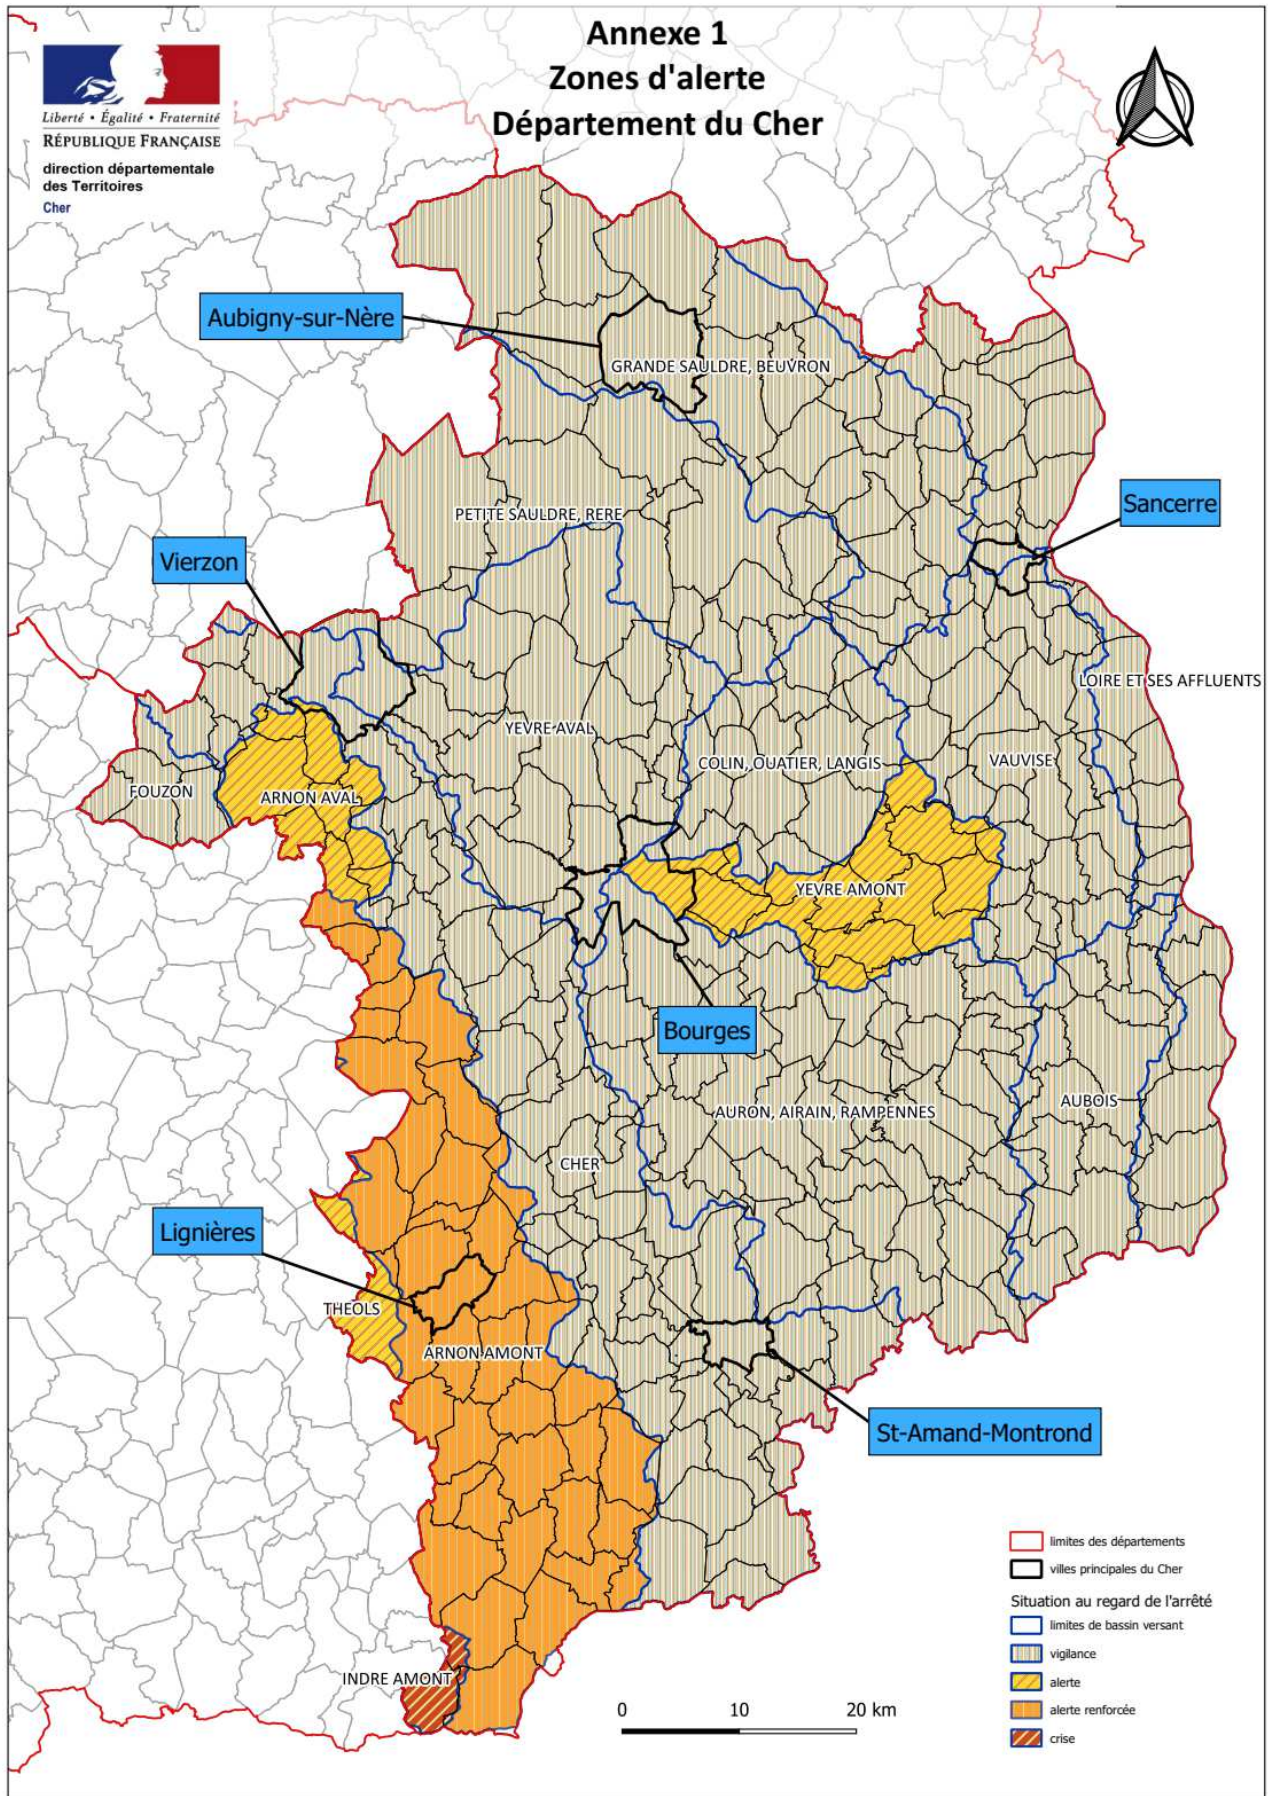 Annexe 1
Zones d'alerte
Département du Cher
Liberté • Égalité • Fraternité
RÉPUBLIQUE FRANÇAISE
direction départementale
des Territoires
Cher
Aubigny-sur-Nère
GRANDE SAULDRE, BEUVRON
Sancerre
PETITE SAULDRE, RERE
Vierzon
LOIRE ET SES AFFLUENTS
YEVRE AVAL
COLIN, OUATIER, LANGIS
VAUVISE
FOUZON
ARNON AVAL
YEVRE AMONT
Bourges
AUBOIS
AURON, AIRAIN, RAMPENNES
CHER
Lignières
THEOLS
ARNON AMONT
St-Amand-Montrond
INDRE AMONT
limites des départements
villes principales du Cher
Situation au regard de l'arrêté
limites de bassin versant
vigilance
alerte
alerte renforcée
crise
0 10 20 km